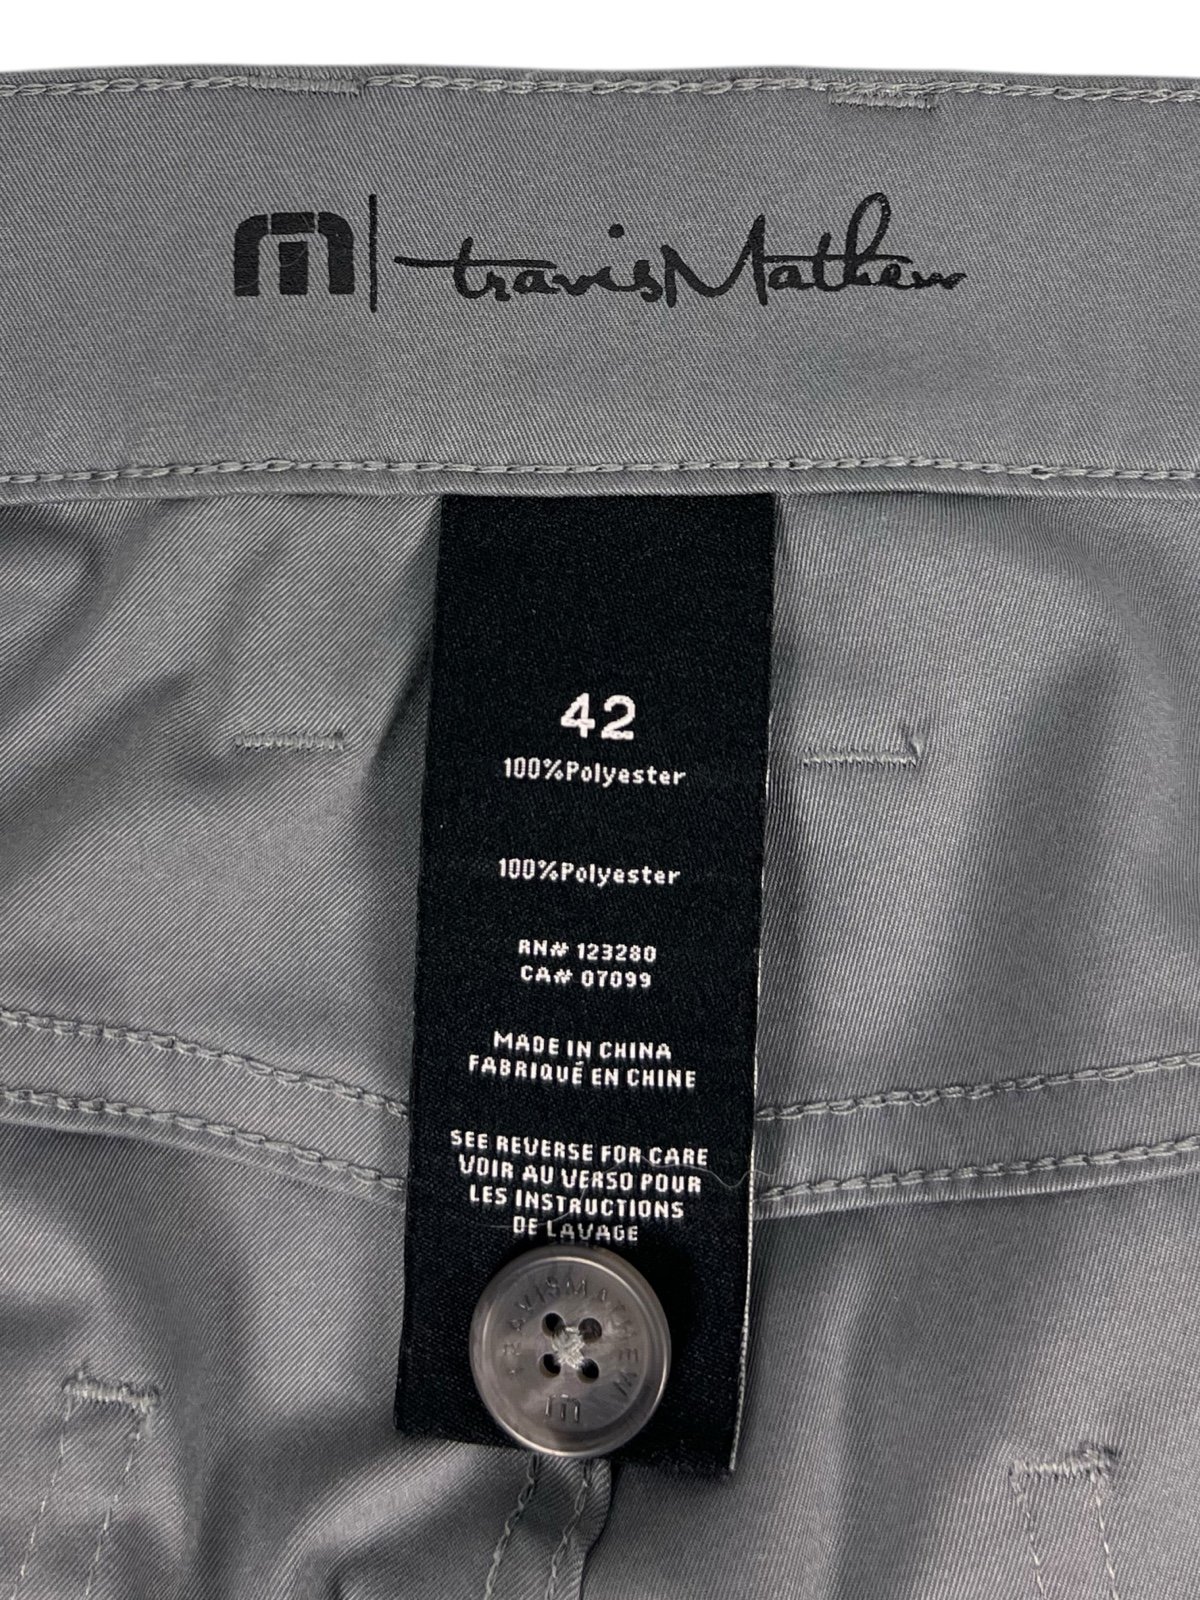 travisMathew
42
100%Polyester
100%Polyester
RN# 123280
CA# 07099
MADE IN CHINA
FABRIQUÉ EN CHINE
SEE REVERSE FOR CARE
VOIR AU VERSO POUR
LES INSTRUCTIONS
DE LAVAGE
TRAVISMATHEW